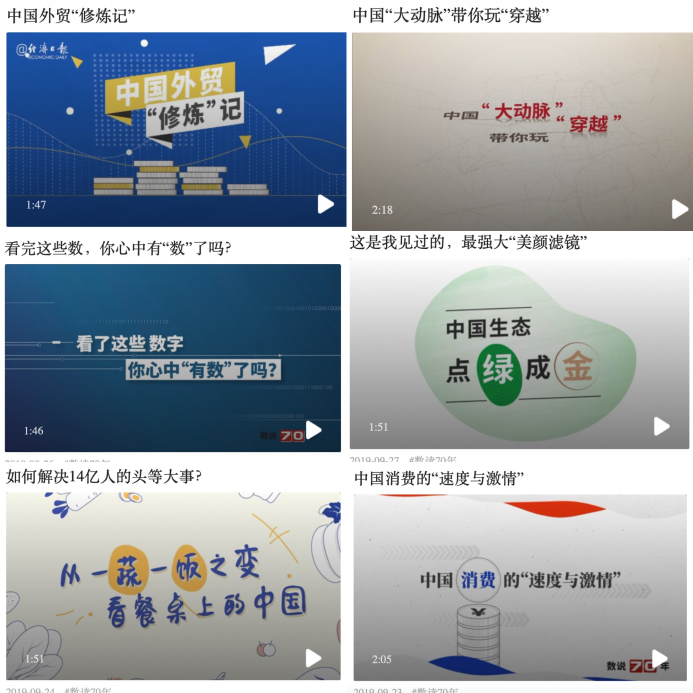 中国外贸“修炼记”
中国“大动脉”带你玩“穿越”
@经济日报
ECONOMIC DAILY
中国外贸
“修炼”记
1:47
中国“大动脉”
带你玩“穿越”
2:18
看完这些数，你心中有“数”了吗?
这是我见过的，最强大“美颜滤镜”
看了这些数字
你心中“有数”了吗?
1:46
数说70
中国生态
点绿成金
1:51
2019-09-27 #数读70年
如何解决14亿人的头等大事?
中国消费的“速度与激情”
从一蔬一饭之变
看餐桌上的中国
1:51
2019-09-24 #数读70年
中国消费的“速度与激情”
¥
2:05
数说70年
2019-09-23 #数读70年